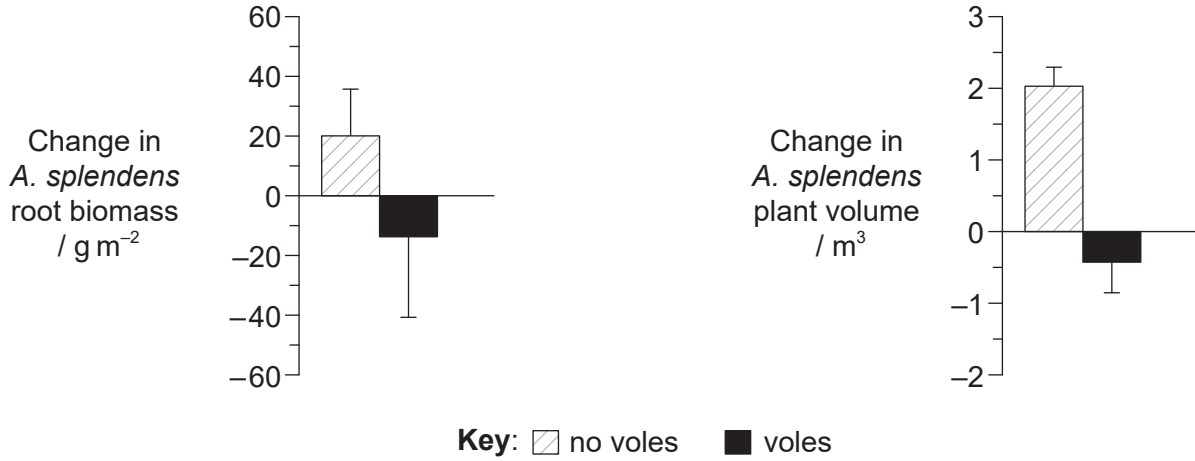 60
40
20
0
–20
–40
–60
Change in
A. splendens
root biomass
/ g m⁻²
3
2
1
0
–1
–2
Change in
A. splendens
plant volume
/ m³
Key: no voles voles